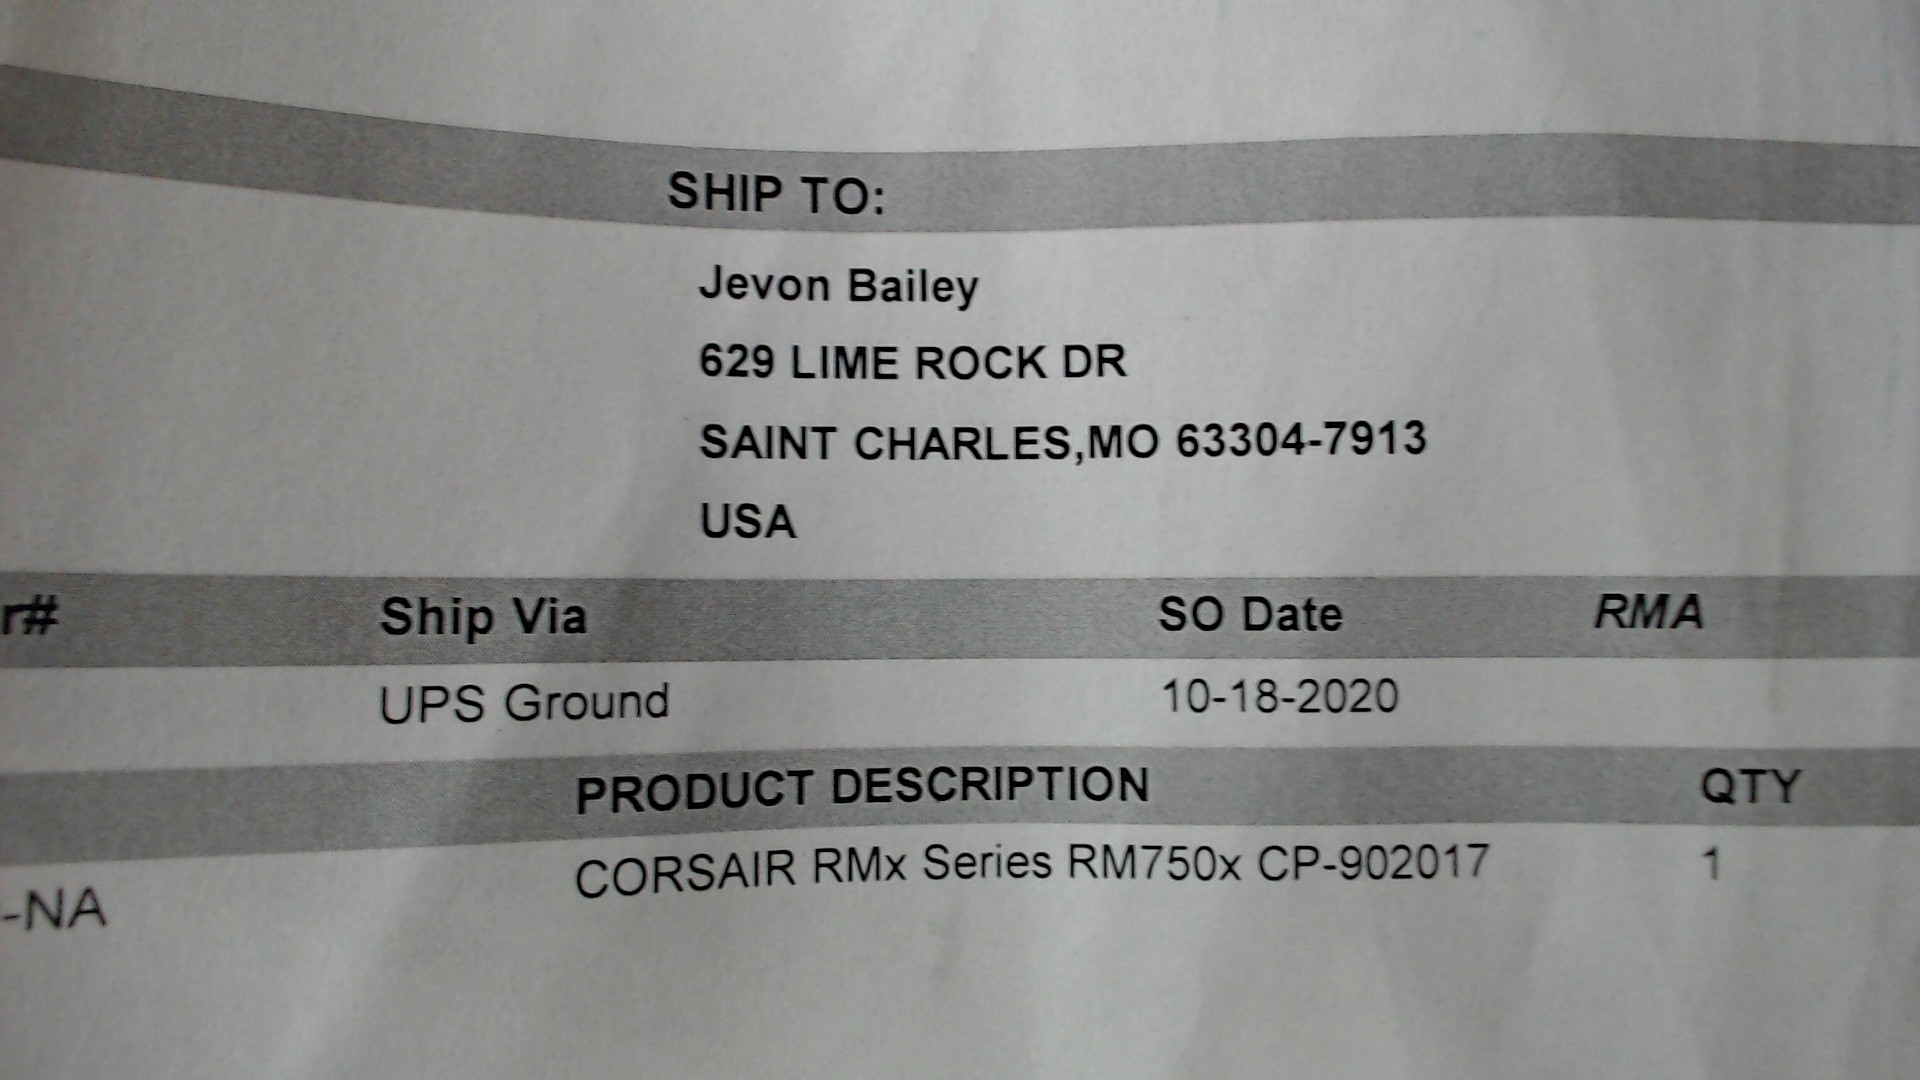 SHIP TO:
Jevon Bailey
629 LIME ROCK DR
SAINT CHARLES,MO 63304-7913
USA
r# Ship Via SO Date RMA
UPS Ground 10-18-2020
PRODUCT DESCRIPTION QTY
CORSAIR RMx Series RM750x CP-902017 1
-NA